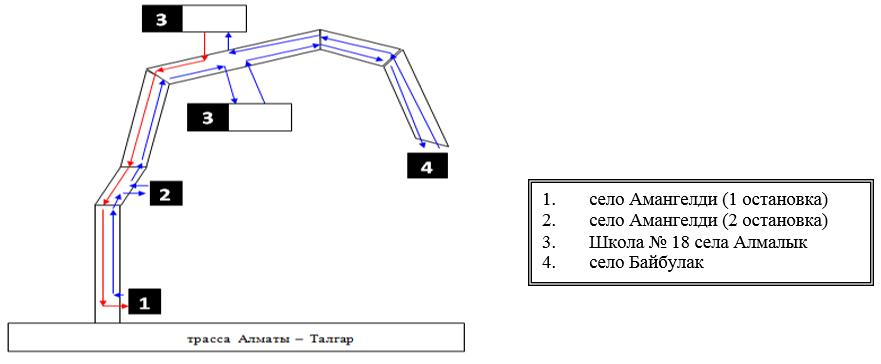 3
3
4
2
1
трасса Алматы – Талгар
1. село Амангелди (1 остановка)
2. село Амангелди (2 остановка)
3. Школа № 18 села Алмалык
4. село Байбулак